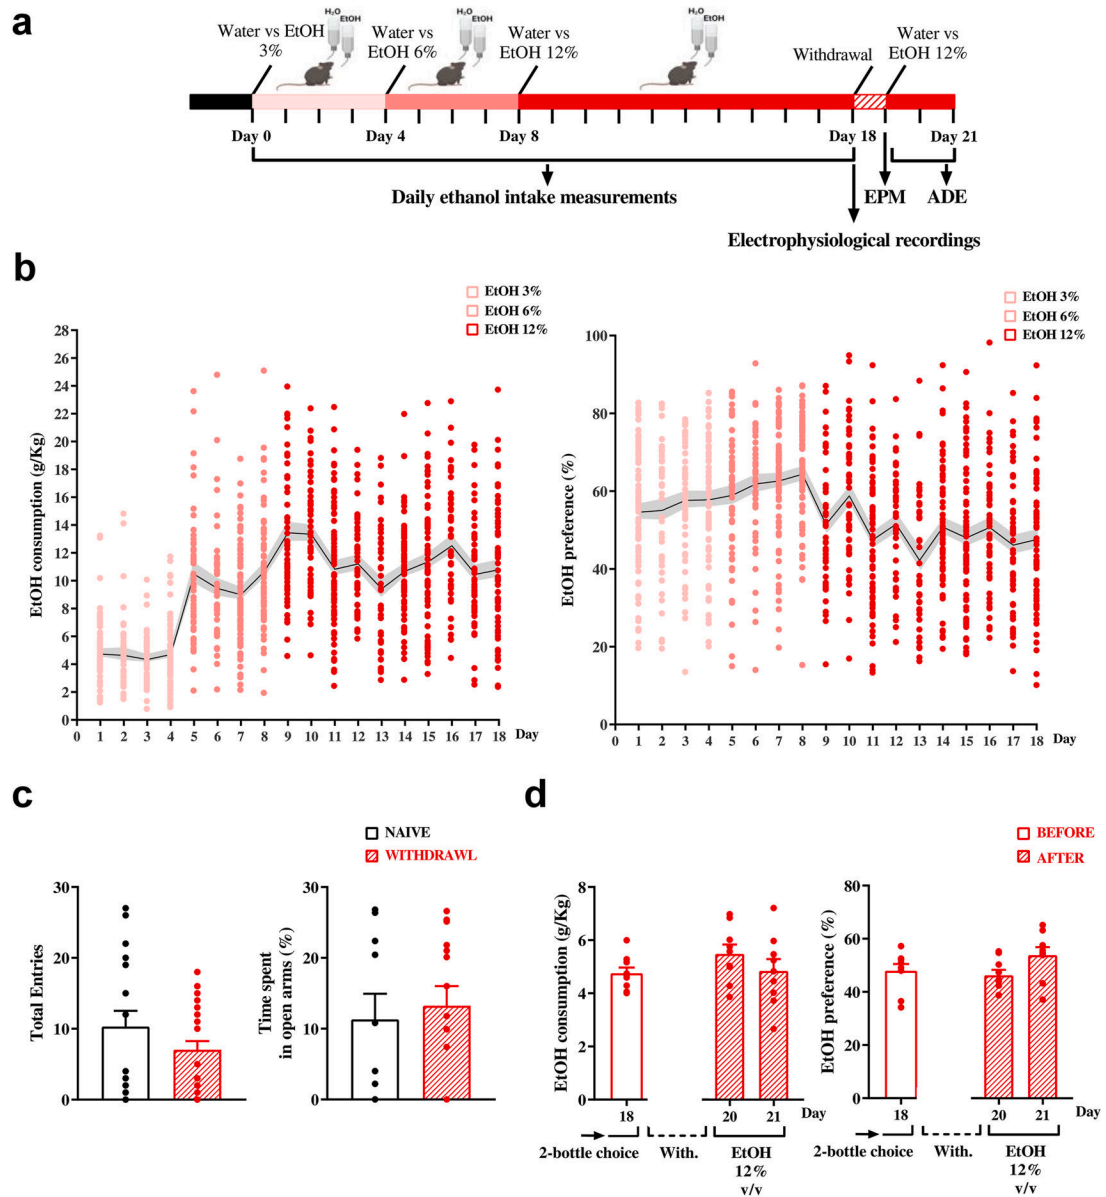 a
H₂O
EtOH
H₂O
EtOH
H₂O
EtOH
Water vs EtOH
3%
Water vs
EtOH 6%
Water vs
EtOH 12%
Withdrawal
Water vs
EtOH 12%
Day 0
Day 4
Day 8
Day 18
Day 21
Daily ethanol intake measurements
EPM
ADE
Electrophysiological recordings
b
EtOH 3%
EtOH 6%
EtOH 12%
EtOH consumption (g/Kg)
28
26
24
22
20
18
16
14
12
10
8
6
4
2
0
0 1 2 3 4 5 6 7 8 9 10 11 12 13 14 15 16 17 18 Day
EtOH 3%
EtOH 6%
EtOH 12%
EtOH preference (%)
100
80
60
40
20
0
0 1 2 3 4 5 6 7 8 9 10 11 12 13 14 15 16 17 18 Day
c
NAIVE
WITHDRAWL
Total Entries
30
20
10
0
Time spent
in open arms (%)
30
20
10
0
d
BEFORE
AFTER
EtOH consumption (g/Kg)
8
6
4
2
0
18 20 21 Day
2-bottle choice With. EtOH
12%
v/v
EtOH preference (%)
80
60
40
20
0
18 20 21 Day
2-bottle choice With. EtOH
12%
v/v